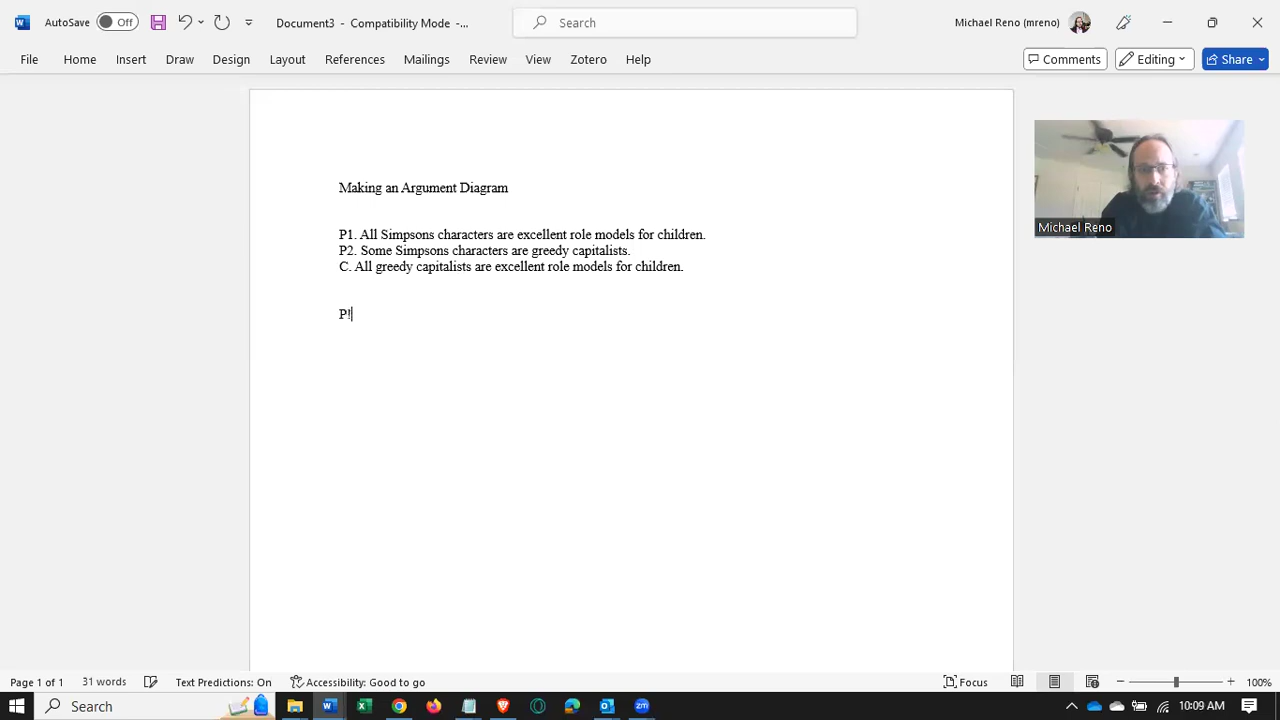 AutoSave Off Document3 - Compatibility Mode -... Search Michael Reno (mreno)
File Home Insert Draw Design Layout References Mailings Review View Zotero Help Comments Editing Share
Making an Argument Diagram
P1. All Simpsons characters are excellent role models for children.
P2. Some Simpsons characters are greedy capitalists.
C. All greedy capitalists are excellent role models for children.
P!
Michael Reno
Page 1 of 1 31 words Text Predictions: On Accessibility: Good to go Focus 100%
Search 10:09 AM